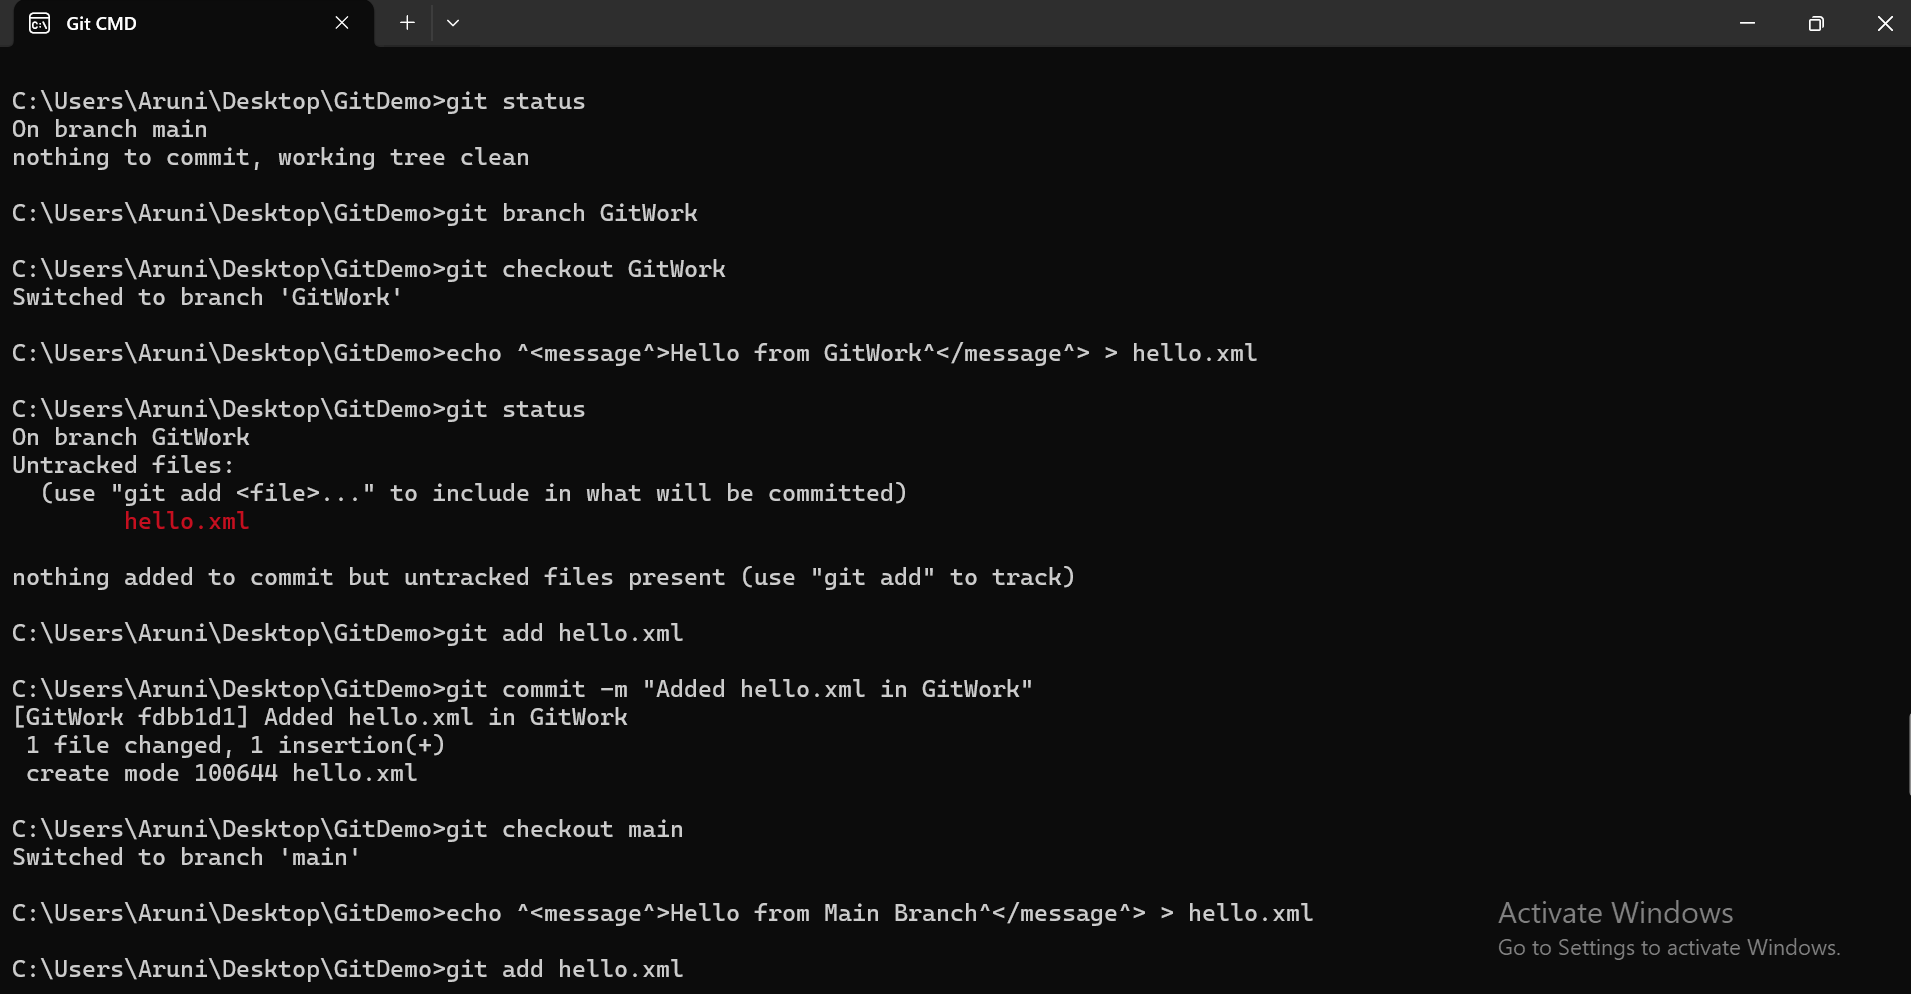 Git CMD
C:\Users\Aruni\Desktop\GitDemo>git status
On branch main
nothing to commit, working tree clean
C:\Users\Aruni\Desktop\GitDemo>git branch GitWork
C:\Users\Aruni\Desktop\GitDemo>git checkout GitWork
Switched to branch 'GitWork'
C:\Users\Aruni\Desktop\GitDemo>echo ^<message^>Hello from GitWork^</message^> > hello.xml
C:\Users\Aruni\Desktop\GitDemo>git status
On branch GitWork
Untracked files:
  (use "git add <file>..." to include in what will be committed)
        hello.xml
nothing added to commit but untracked files present (use "git add" to track)
C:\Users\Aruni\Desktop\GitDemo>git add hello.xml
C:\Users\Aruni\Desktop\GitDemo>git commit -m "Added hello.xml in GitWork"
[GitWork fdbb1d1] Added hello.xml in GitWork
 1 file changed, 1 insertion(+)
 create mode 100644 hello.xml
C:\Users\Aruni\Desktop\GitDemo>git checkout main
Switched to branch 'main'
C:\Users\Aruni\Desktop\GitDemo>echo ^<message^>Hello from Main Branch^</message^> > hello.xml
C:\Users\Aruni\Desktop\GitDemo>git add hello.xml
Activate Windows
Go to Settings to activate Windows.